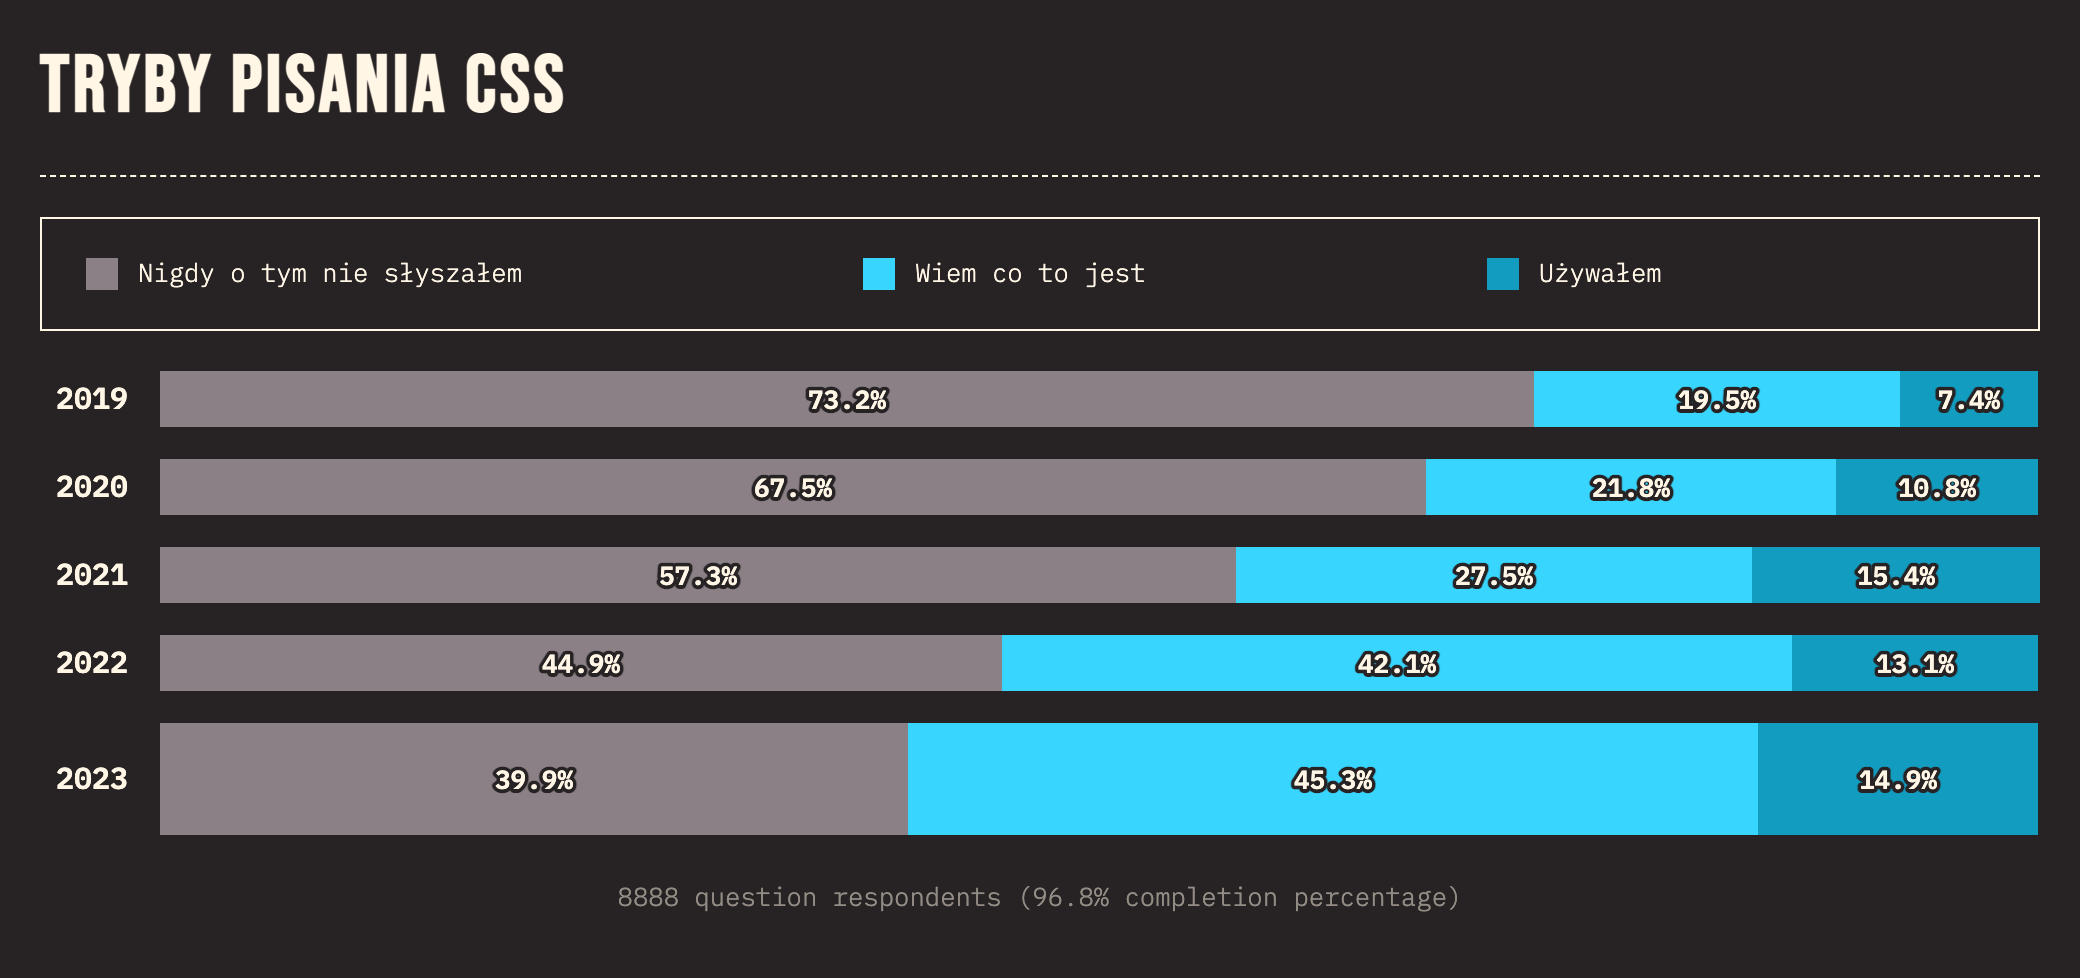 TRYBY PISANIA CSS
Nigdy o tym nie słyszałem Wiem co to jest Używałem
2019 73.2% 19.5% 7.4%
2020 67.5% 21.8% 10.8%
2021 57.3% 27.5% 15.4%
2022 44.9% 42.1% 13.1%
2023 39.9% 45.3% 14.9%
8888 question respondents (96.8% completion percentage)